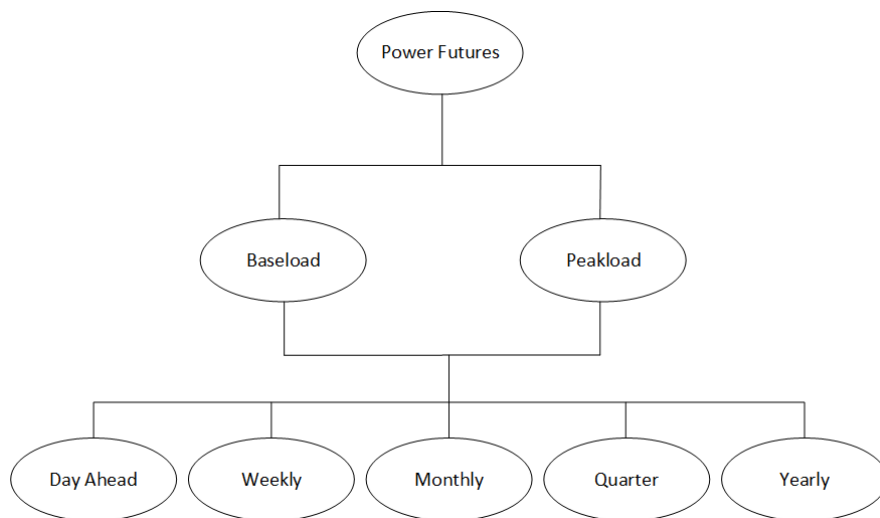 Power Futures
Baseload
Peakload
Day Ahead
Weekly
Monthly
Quarter
Yearly